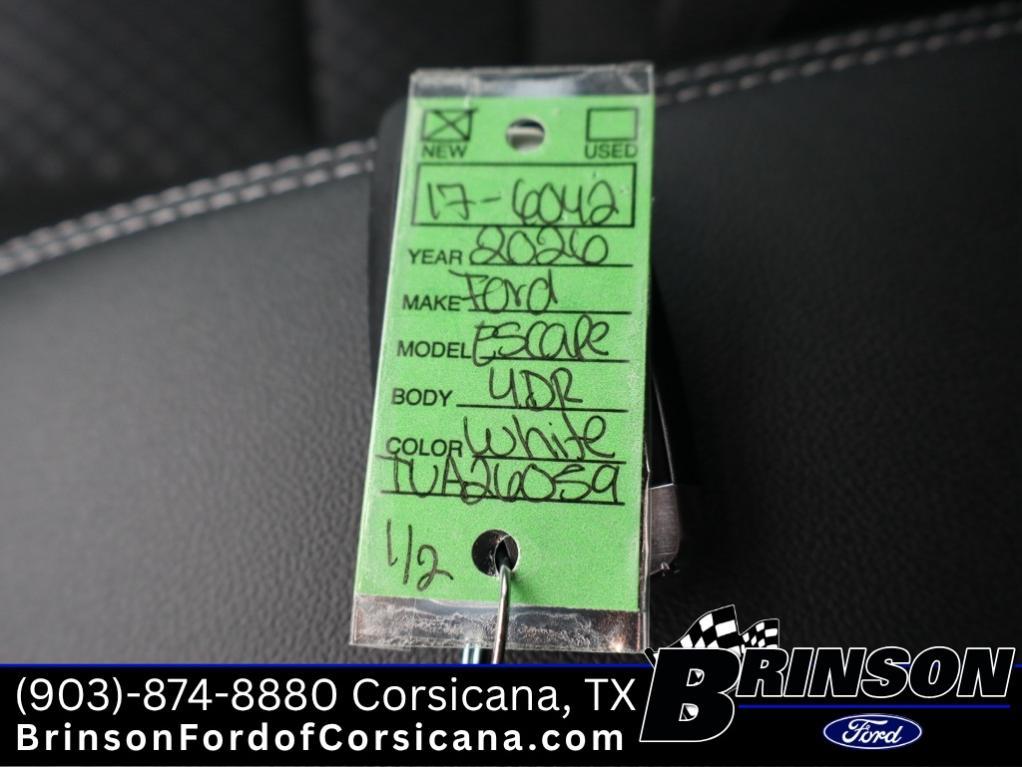 NEW USED
17-6042
YEAR 2026
MAKE Ford
MODEL ESCAPE
BODY 4DR
COLOR White
TUA26059
1/2
(903)-874-8880 Corsicana, TX
BrinsonFordofCorsicana.com
BRINSON
Ford